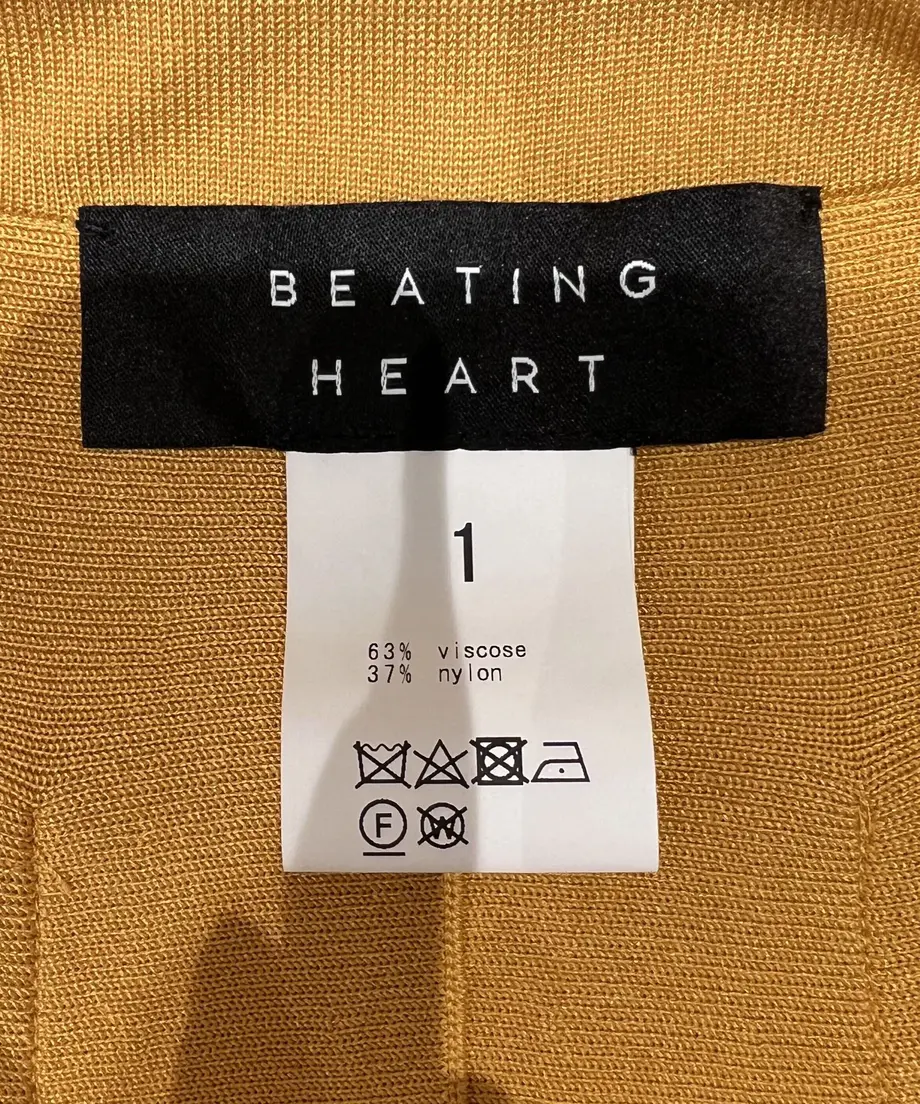 BEATING
HEART
1
63% viscose
37% nylon
F W